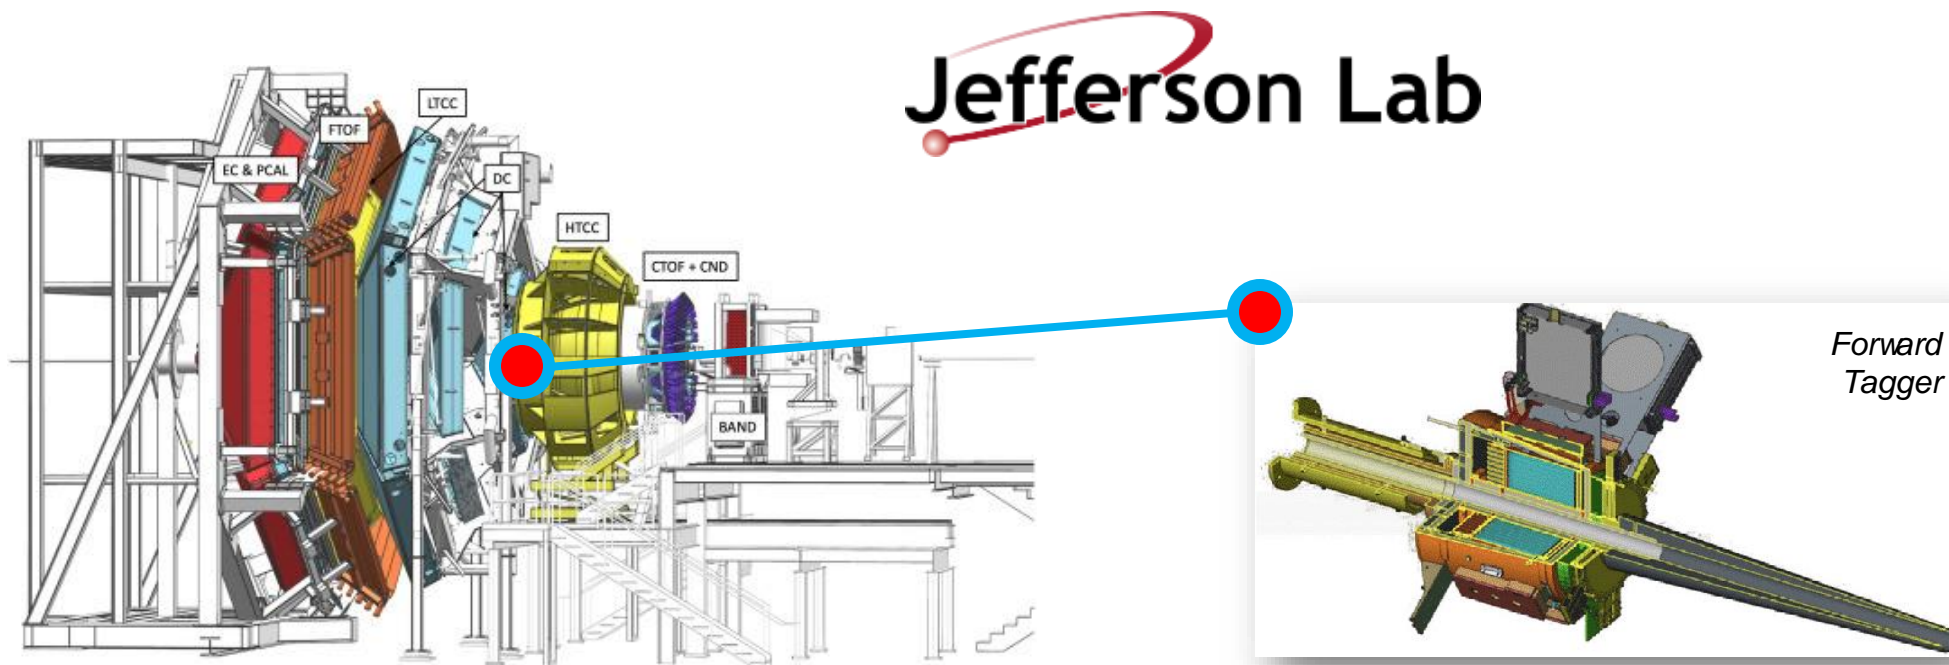 Jefferson Lab
LTCC
FTOF
EC & PCAL
DC
HTCC
CTOF + CND
BAND
Forward
Tagger